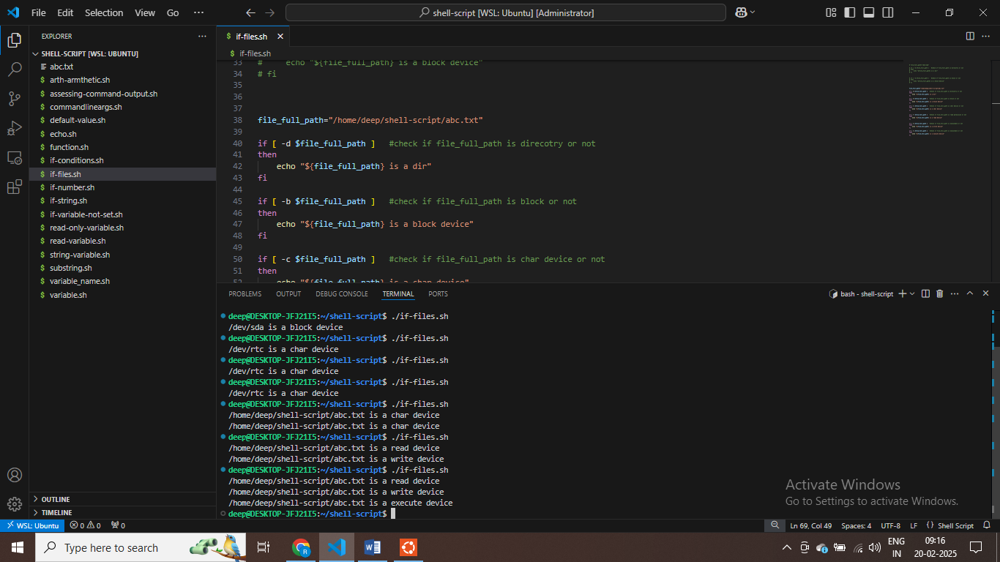 File Edit Selection View Go ···
shell-script [WSL: Ubuntu] [Administrator]
EXPLORER
SHELL-SCRIPT [WSL: UBUNTU]
abc.txt
$ arth-armthetic.sh
$ assessing-command-output.sh
$ commandlineargs.sh
$ default-value.sh
$ echo.sh
$ function.sh
$ if-conditions.sh
$ if-files.sh
$ if-number.sh
$ if-string.sh
$ if-variable-not-set.sh
$ read-only-variable.sh
$ read-variable.sh
$ string-variable.sh
$ substring.sh
$ variable_name.sh
$ variable.sh
OUTLINE
TIMELINE
$ if-files.sh
$ if-files.sh
33 # echo "${file_full_path} is a block device"
34 # fi
35
36
37
38 file_full_path="/home/deep/shell-script/abc.txt"
39
40 if [ -d $file_full_path ] #check if file_full_path is direcotry or not
41 then
42 echo "${file_full_path} is a dir"
43 fi
44
45 if [ -b $file_full_path ] #check if file_full_path is block or not
46 then
47 echo "${file_full_path} is a block device"
48 fi
49
50 if [ -c $file_full_path ] #check if file_full_path is char device or not
51 then
52 echo "${file_full_path} is a char device"
PROBLEMS OUTPUT DEBUG CONSOLE TERMINAL PORTS
bash - shell-script
deep@DESKTOP-JFJ21I5:~/shell-script$ ./if-files.sh
/dev/sda is a block device
deep@DESKTOP-JFJ21I5:~/shell-script$ ./if-files.sh
/dev/rtc is a char device
deep@DESKTOP-JFJ21I5:~/shell-script$ ./if-files.sh
/dev/rtc is a char device
deep@DESKTOP-JFJ21I5:~/shell-script$ ./if-files.sh
/dev/rtc is a char device
deep@DESKTOP-JFJ21I5:~/shell-script$ ./if-files.sh
/home/deep/shell-script/abc.txt is a char device
/home/deep/shell-script/abc.txt is a char device
deep@DESKTOP-JFJ21I5:~/shell-script$ ./if-files.sh
/home/deep/shell-script/abc.txt is a read device
/home/deep/shell-script/abc.txt is a write device
deep@DESKTOP-JFJ21I5:~/shell-script$ ./if-files.sh
/home/deep/shell-script/abc.txt is a read device
/home/deep/shell-script/abc.txt is a write device
/home/deep/shell-script/abc.txt is a execute device
deep@DESKTOP-JFJ21I5:~/shell-script$
Activate Windows
Go to Settings to activate Windows.
WSL: Ubuntu 0 0 0
Ln 69, Col 49 Spaces: 4 UTF-8 LF {} Shell Script
Type here to search
ENG
IN
09:16
20-02-2025